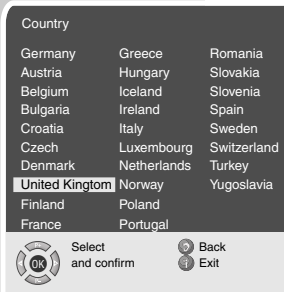 Country
Germany Greece Romania
Austria Hungary Slovakia
Belgium Iceland Slovenia
Bulgaria Ireland Spain
Croatia Italy Sweden
Czech Luxembourg Switzerland
Denmark Netherlands Turkey
United Kingtom Norway Yugoslavia
Finland Poland
France Portugal
Select Back
OK and confirm i Exit